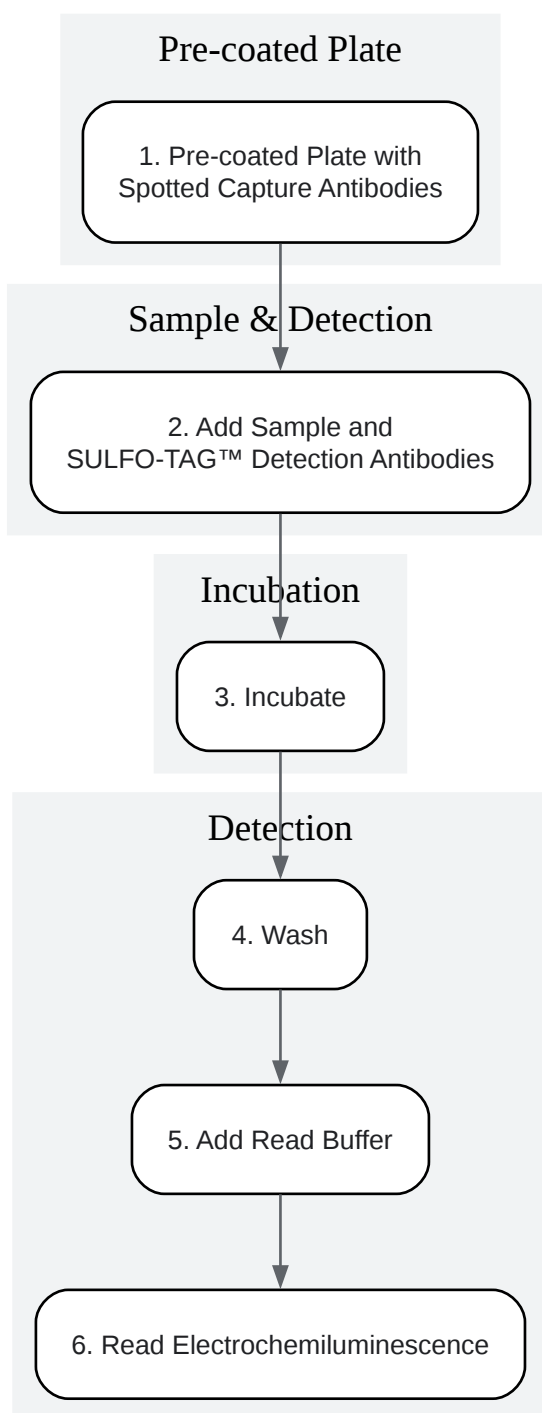 Pre-coated Plate
1. Pre-coated Plate with
Spotted Capture Antibodies
Sample & Detection
2. Add Sample and
SULFO-TAG™ Detection Antibodies
Incubation
3. Incubate
Detection
4. Wash
5. Add Read Buffer
6. Read Electrochemiluminescence